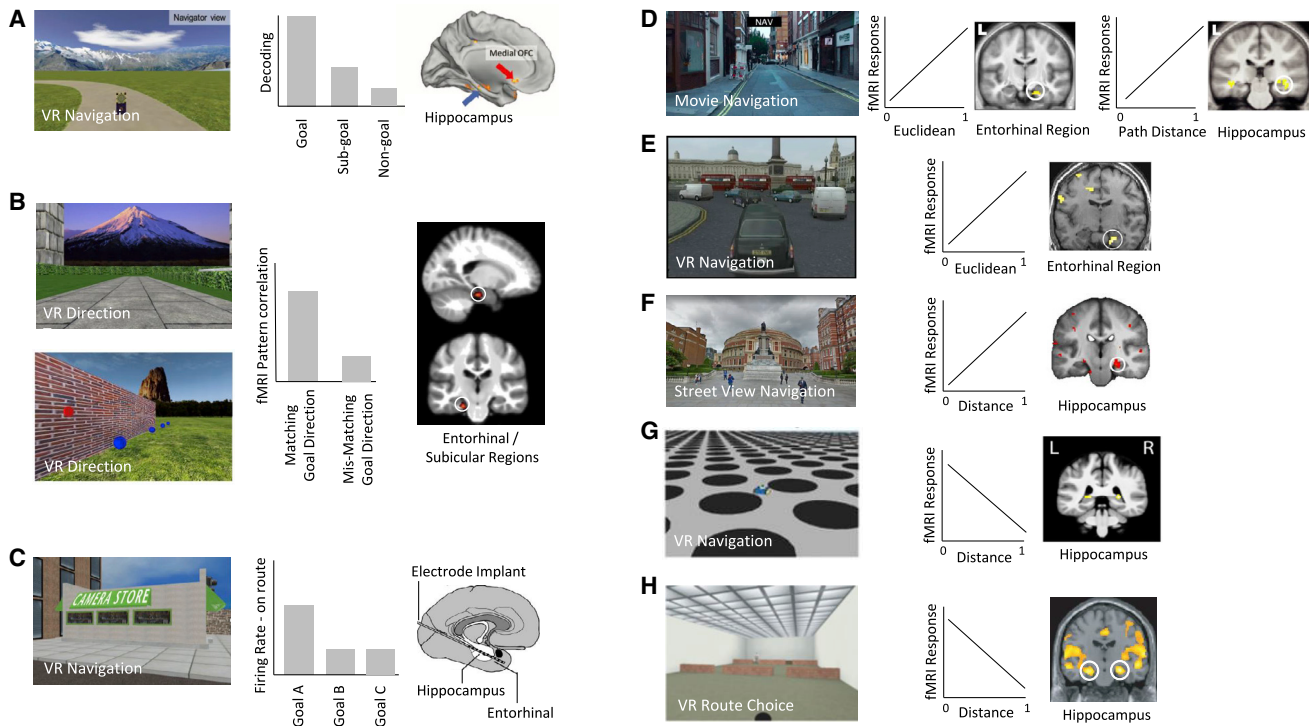 A
Navigator view
VR Navigation
Decoding
Goal
Sub-goal
Non-goal
Medial OFC
Hippocampus
B
VR Direction
VR Direction
fMRI Pattern correlation
Matching
Goal Direction
Mis-Matching
Goal Direction
Entorhinal /
Subicular Regions
C
CAMERA STORE
VR Navigation
Firing Rate - on route
Goal A
Goal B
Goal C
Electrode Implant
Hippocampus
Entorhinal
D
NAV
Movie Navigation
fMRI Response
0
1
Euclidean
L
Entorhinal Region
fMRI Response
0
1
Path Distance
L
Hippocampus
E
VR Navigation
fMRI Response
0
1
Euclidean
Entorhinal Region
F
Street View Navigation
fMRI Response
0
1
Distance
Hippocampus
G
VR Navigation
fMRI Response
0
1
Distance
L
R
Hippocampus
H
VR Route Choice
fMRI Response
0
1
Distance
Hippocampus